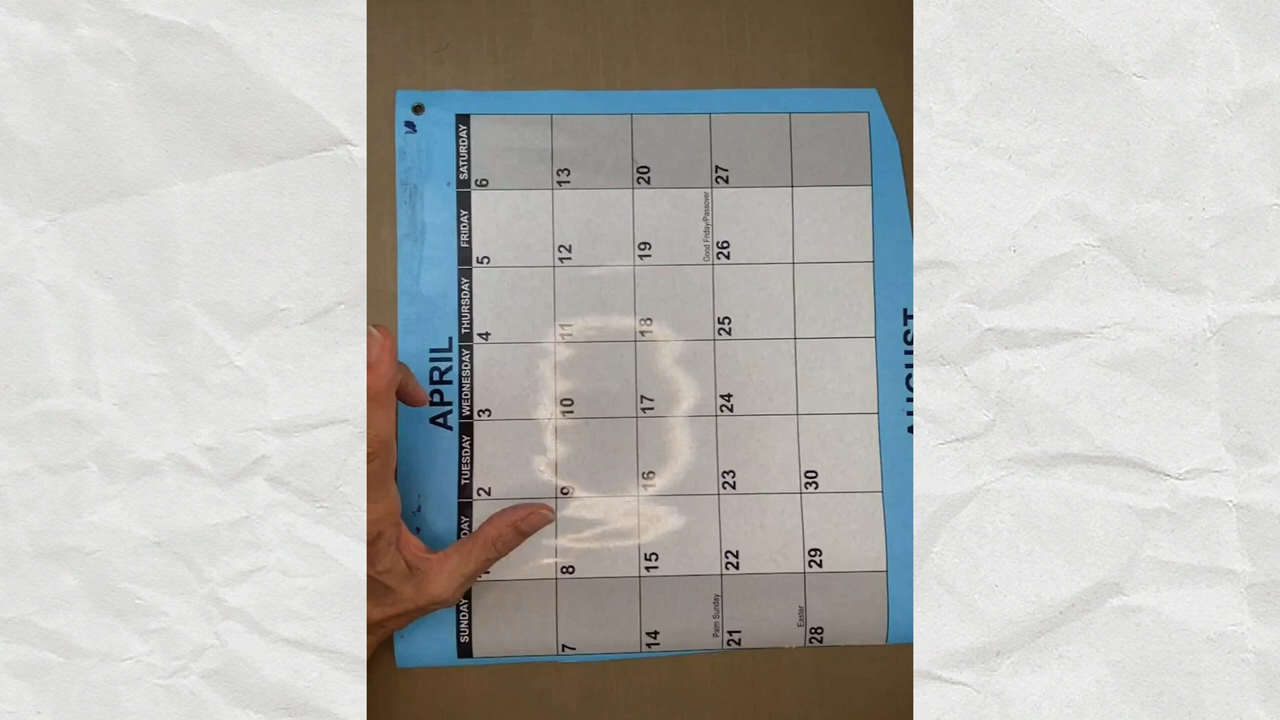 APRIL
SUNDAY DAY TUESDAY WEDNESDAY THURSDAY FRIDAY SATURDAY
2 3 4 5 6
7 8 9 10 11 12 13
14 15 16 17 18 19 20
Palm Sunday Good Friday/Passover
21 22 23 24 25 26 27
Easter
28 29 30
AUGUST